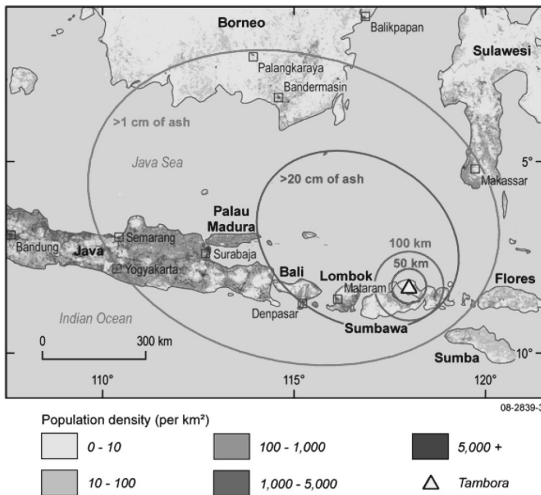 Borneo
Balikpapan
Sulawesi
Palangkaraya
Bandermasin
>1 cm of ash
Java Sea
5°
>20 cm of ash
Makassar
Palau
Madura
Semarang
Bandung
Java
Surabaja
100 km
50 km
Yogyakarta
Bali
Lombok
Mataram
Flores
Indian Ocean
Denpasar
Sumbawa
0
300 km
Sumba
10°
110°
115°
120°
08-2839-3
Population density (per km²)
0 - 10
100 - 1,000
5,000 +
10 - 100
1,000 - 5,000
Tambora